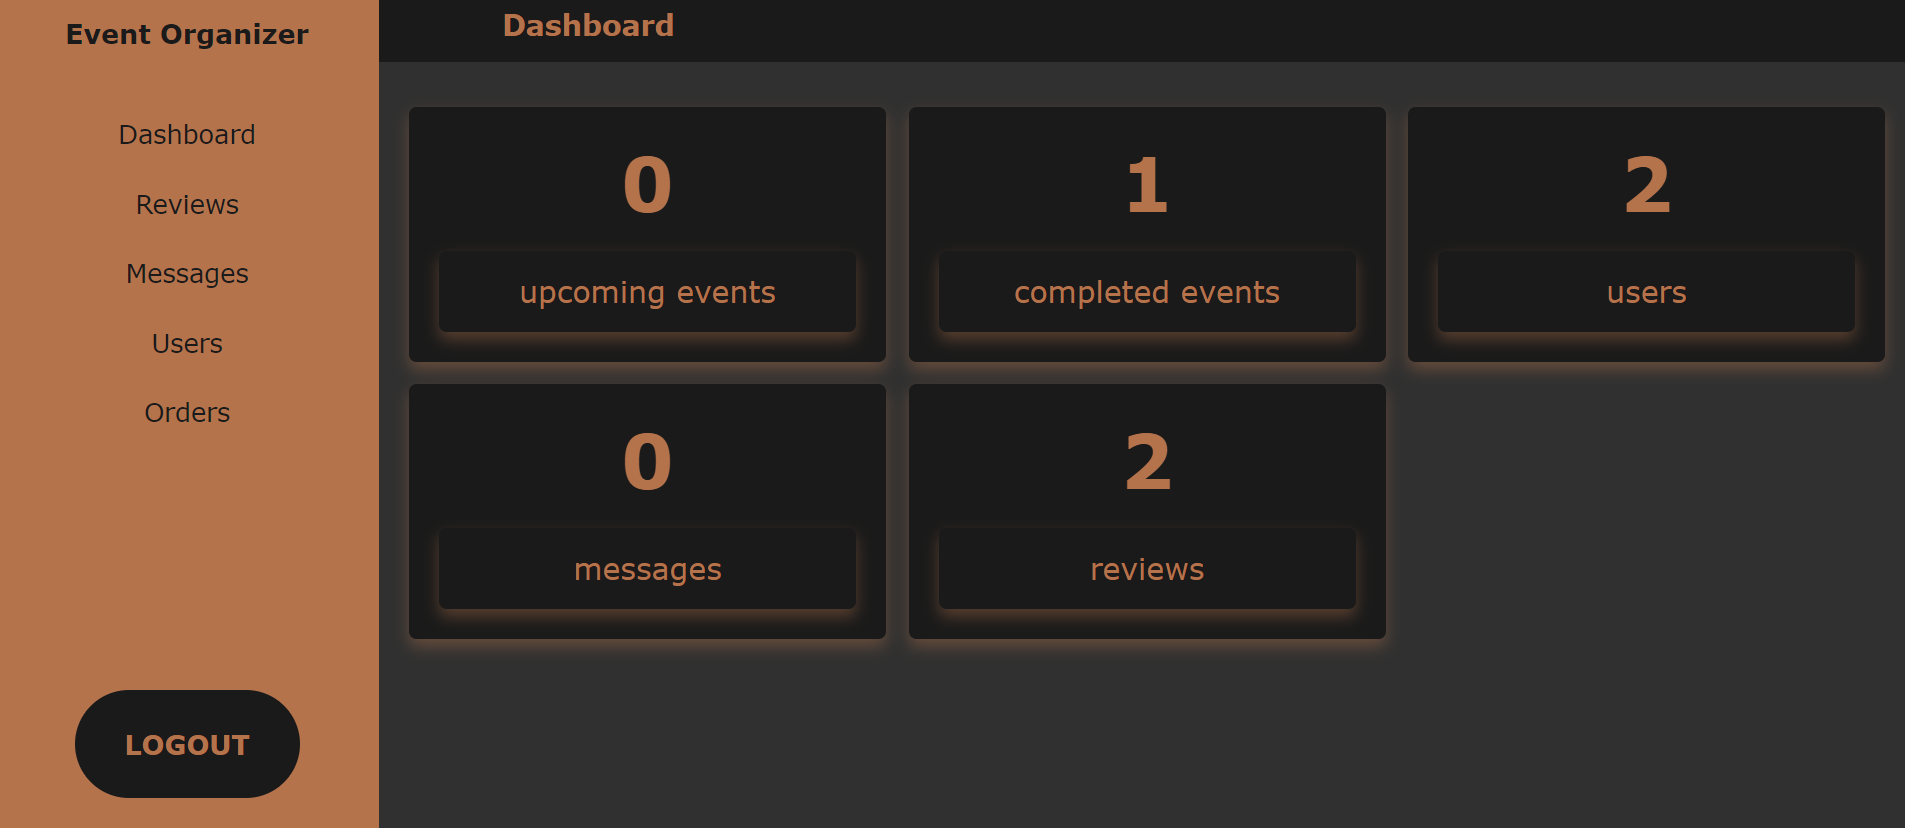 Event Organizer
Dashboard
Reviews
Messages
Users
Orders
LOGOUT
Dashboard
0
upcoming events
1
completed events
2
users
0
messages
2
reviews